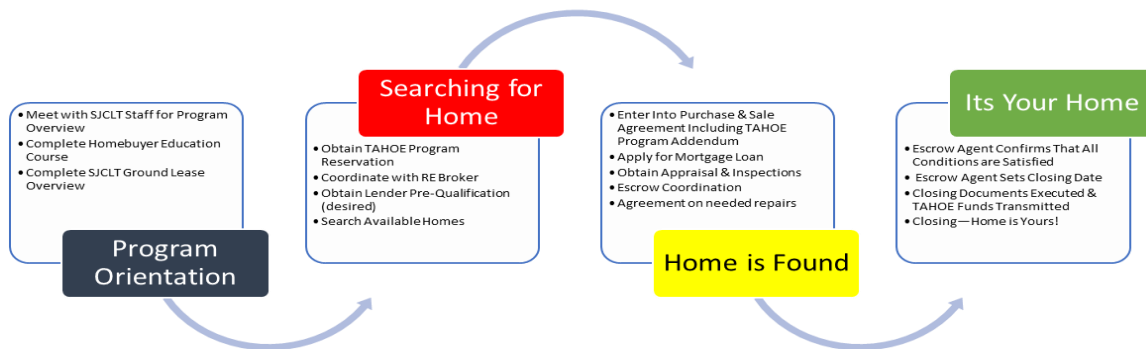 • Meet with SJCLT Staff for Program
Overview
• Complete Homebuyer Education
Course
• Complete SJCLT Ground Lease
Overview
Program
Orientation
Searching for
Home
• Obtain TAHOE Program
Reservation
• Coordinate with RE Broker
• Obtain Lender Pre-Qualification
(desired)
• Search Available Homes
• Enter Into Purchase & Sale
Agreement Including TAHOE
Program Addendum
• Apply for Mortgage Loan
• Obtain Appraisal & Inspections
• Escrow Coordination
• Agreement on needed repairs
Home is Found
Its Your Home
• Escrow Agent Confirms That All
Conditions are Satisfied
• Escrow Agent Sets Closing Date
• Closing Documents Executed &
TAHOE Funds Transmitted
• Closing—Home is Yours!